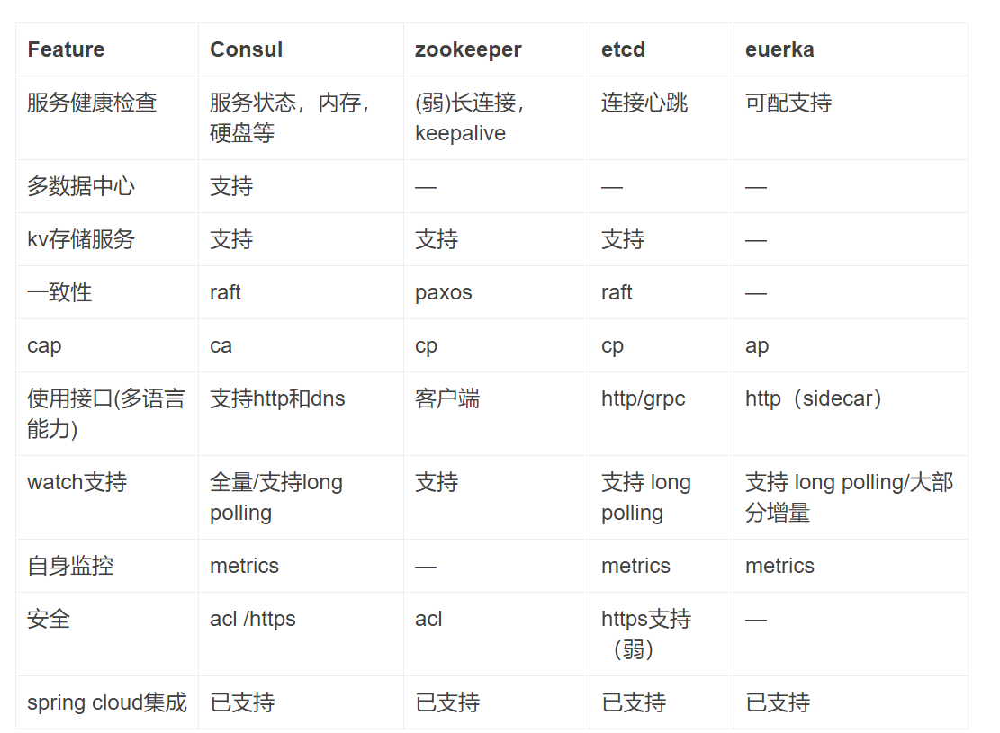 Feature Consul zookeeper etcd euerka
服务健康检查 服务状态，内存，硬盘等 (弱)长连接，keepalive 连接心跳 可配支持
多数据中心 支持 — — —
kv存储服务 支持 支持 支持 —
一致性 raft paxos raft —
cap ca cp cp ap
使用接口(多语言能力) 支持http和dns 客户端 http/grpc http（sidecar）
watch支持 全量/支持long polling 支持 支持 long polling 支持 long polling/大部分增量
自身监控 metrics — metrics metrics
安全 acl /https acl https支持（弱） —
spring cloud集成 已支持 已支持 已支持 已支持